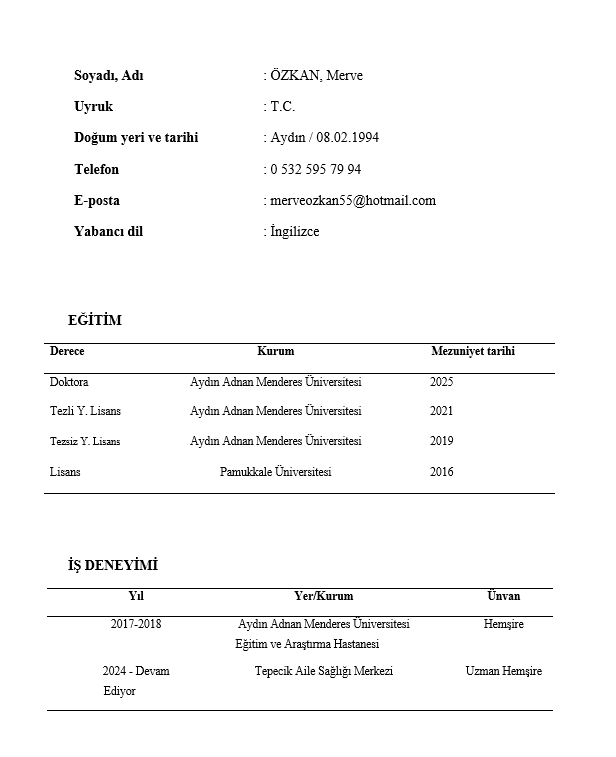 Soyadı, Adı : ÖZKAN, Merve
Uyruk : T.C.
Doğum yeri ve tarihi : Aydın / 08.02.1994
Telefon : 0 532 595 79 94
E-posta : merveozkan55@hotmail.com
Yabancı dil : İngilizce
EĞİTİM
Derece Kurum Mezuniyet tarihi
Doktora Aydın Adnan Menderes Üniversitesi 2025
Tezli Y. Lisans Aydın Adnan Menderes Üniversitesi 2021
Tezsiz Y. Lisans Aydın Adnan Menderes Üniversitesi 2019
Lisans Pamukkale Üniversitesi 2016
İŞ DENEYİMİ
Yıl Yer/Kurum Ünvan
2017-2018 Aydın Adnan Menderes Üniversitesi Hemşire
Eğitim ve Araştırma Hastanesi
2024 - Devam Tepecik Aile Sağlığı Merkezi Uzman Hemşire
Ediyor